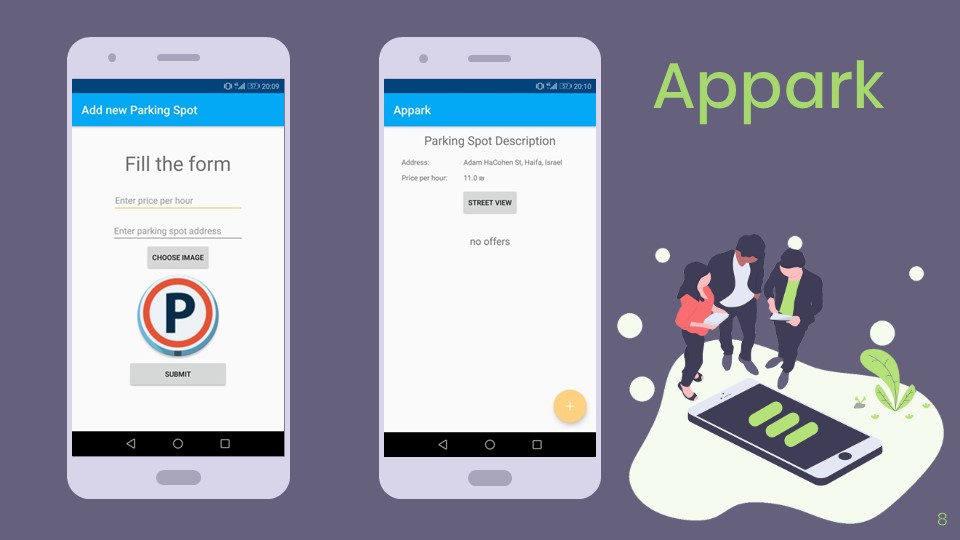 20:09
Add new Parking Spot
Fill the form
Enter price per hour
Enter parking spot address
CHOOSE IMAGE
P
SUBMIT
20:10
Appark
Parking Spot Description
Address: Adam HaCohen St, Haifa, Israel
Price per hour: 11.0 ₪
STREET VIEW
no offers
+
Appark
8